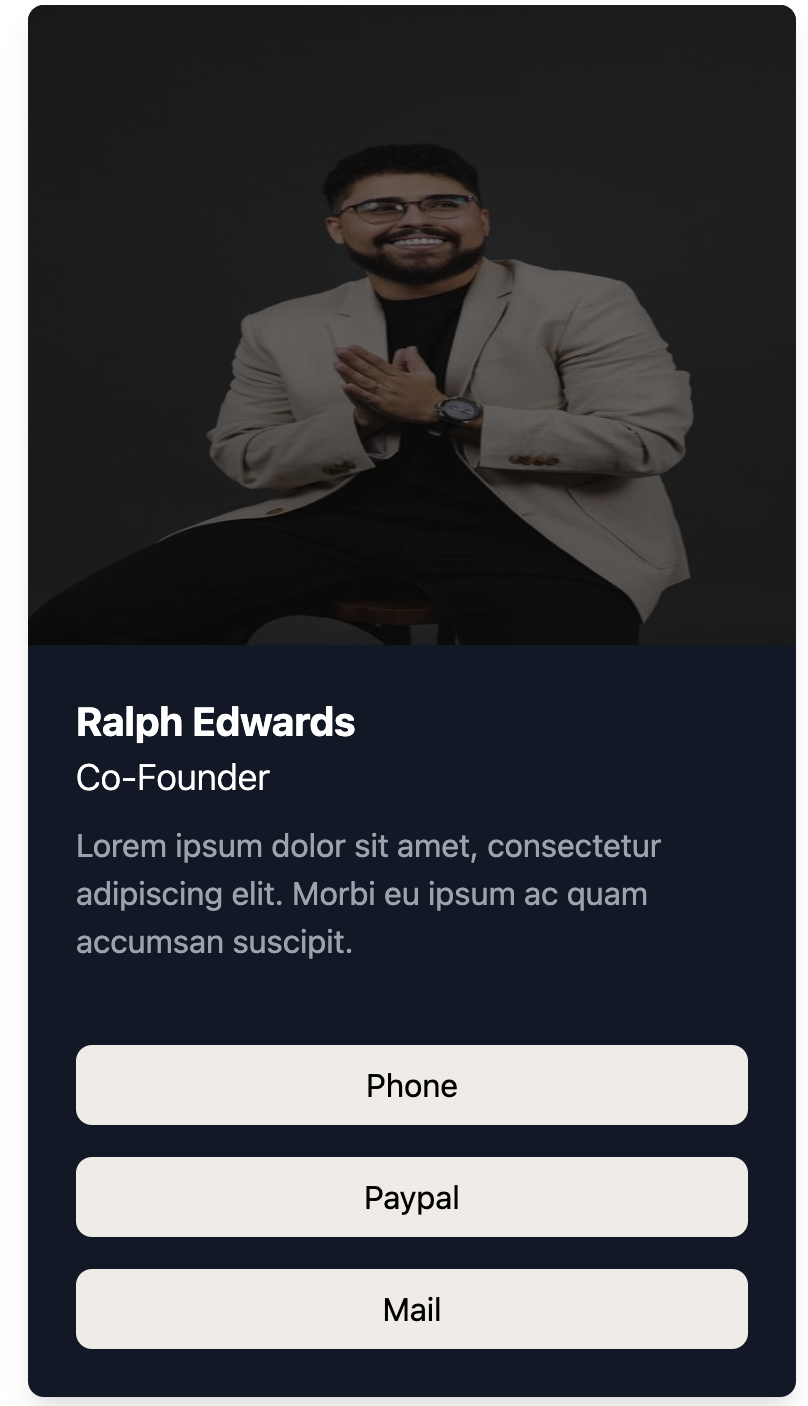 Ralph Edwards
Co-Founder
Lorem ipsum dolor sit amet, consectetur
adipiscing elit. Morbi eu ipsum ac quam
accumsan suscipit.
Phone
Paypal
Mail